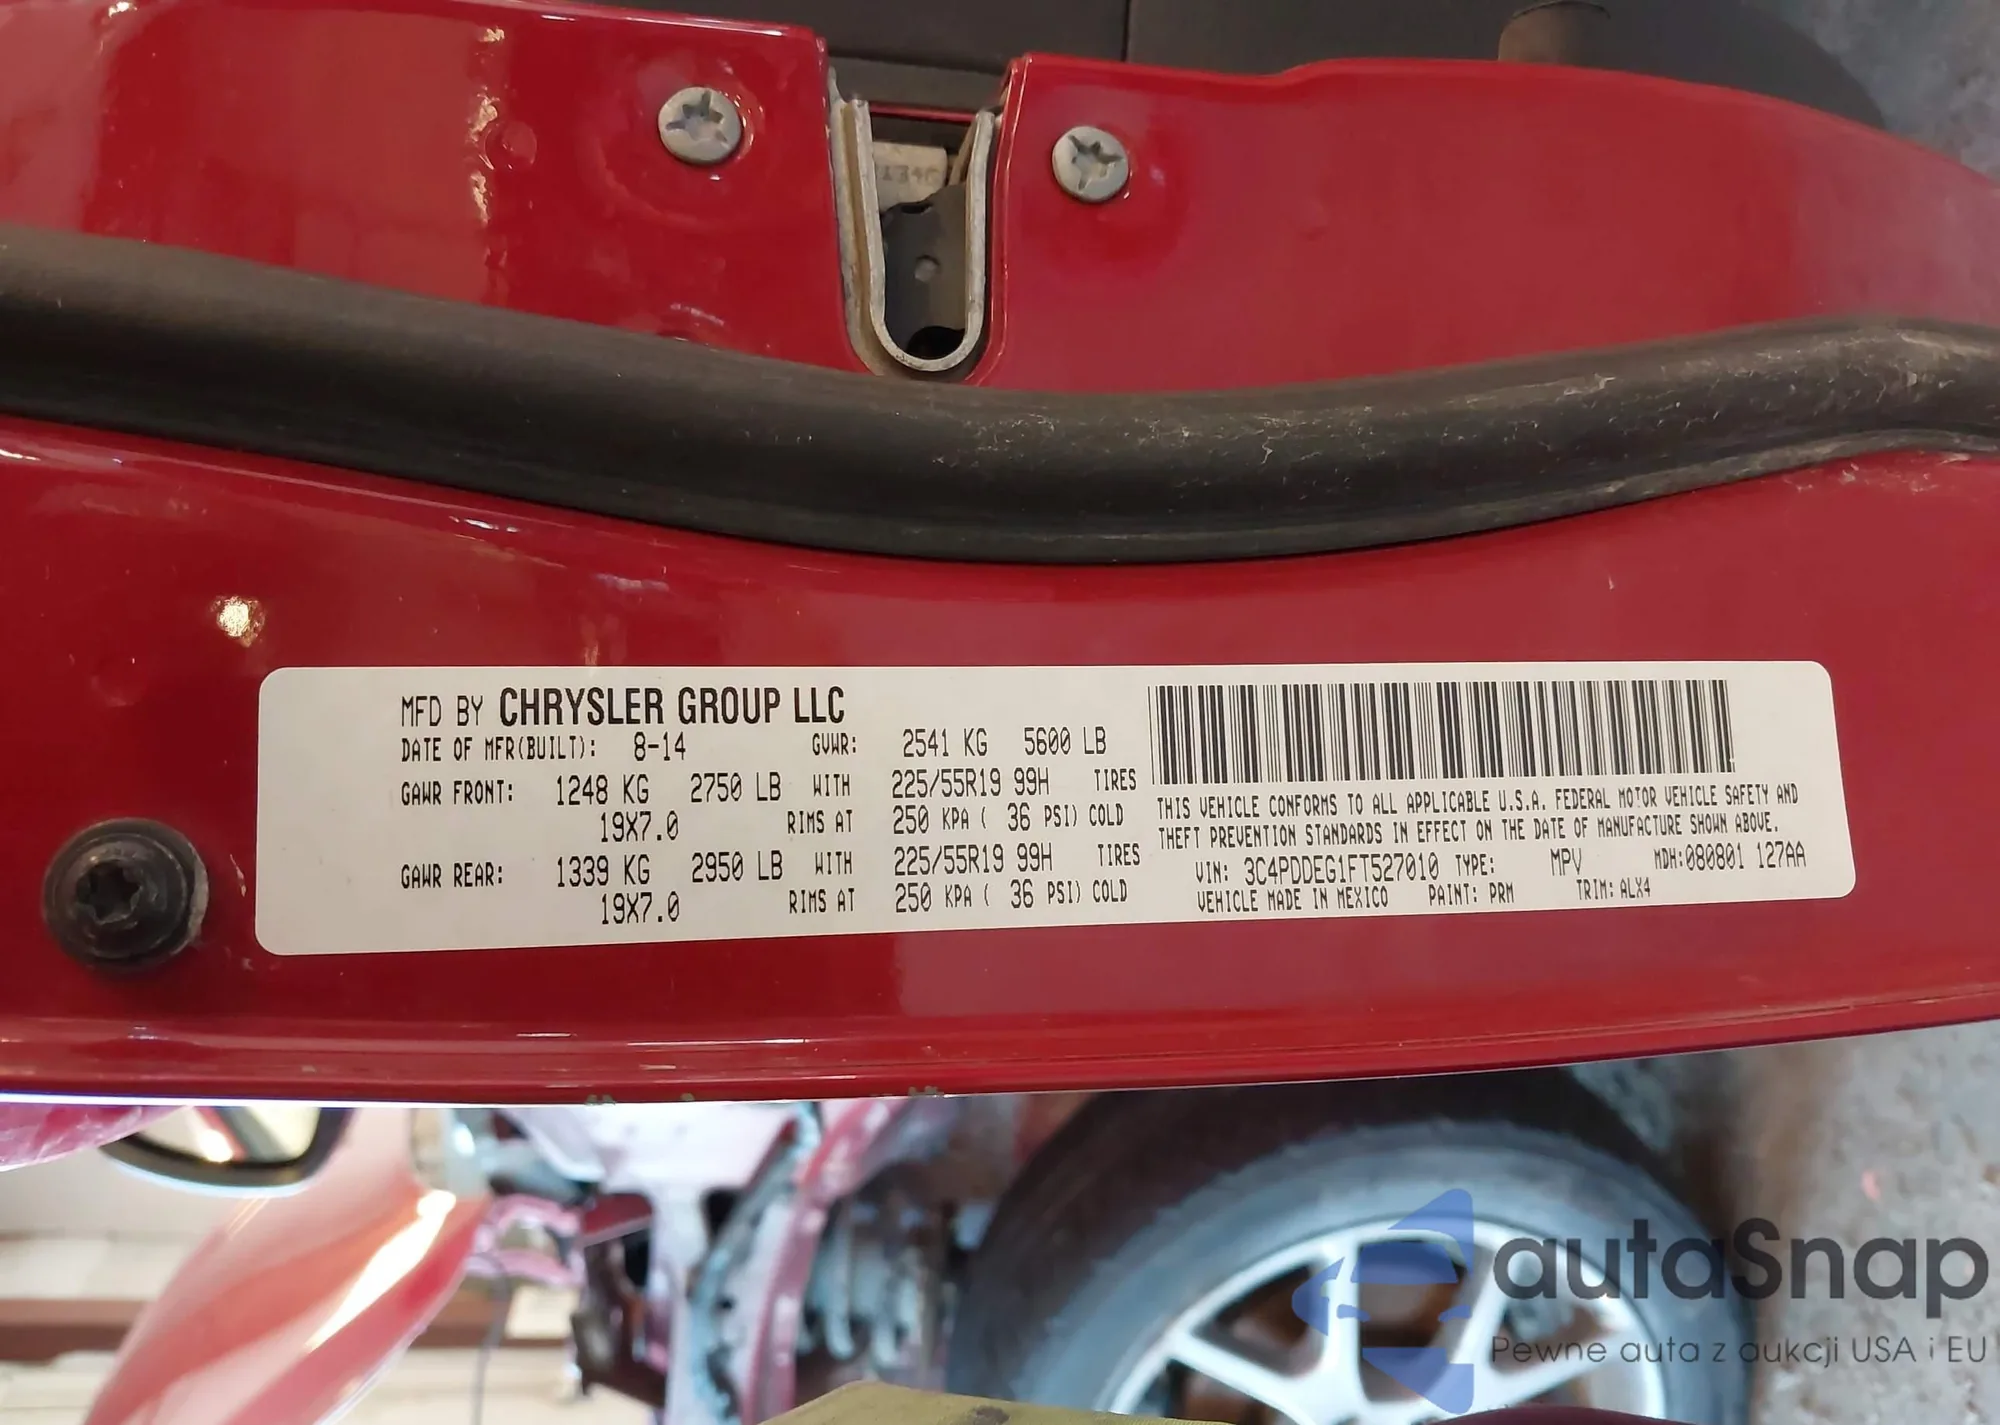 MFD BY CHRYSLER GROUP LLC
DATE OF MFR(BUILT): 8-14 GVWR: 2541 KG 5600 LB
GAWR FRONT: 1248 KG 2750 LB WITH 225/55R19 99H TIRES
19X7.0 RIMS AT 250 KPA ( 36 PSI) COLD
GAWR REAR: 1339 KG 2950 LB WITH 225/55R19 99H TIRES
19X7.0 RIMS AT 250 KPA ( 36 PSI) COLD
THIS VEHICLE CONFORMS TO ALL APPLICABLE U.S.A. FEDERAL MOTOR VEHICLE SAFETY AND
THEFT PREVENTION STANDARDS IN EFFECT ON THE DATE OF MANUFACTURE SHOWN ABOVE.
VIN: 3C4PDDEG1FT527010 TYPE: MPV MDH:080801 127AA
VEHICLE MADE IN MEXICO PAINT: PRM TRIM: ALX4
autaSnap
Pewne auta z aukcji USA i EU